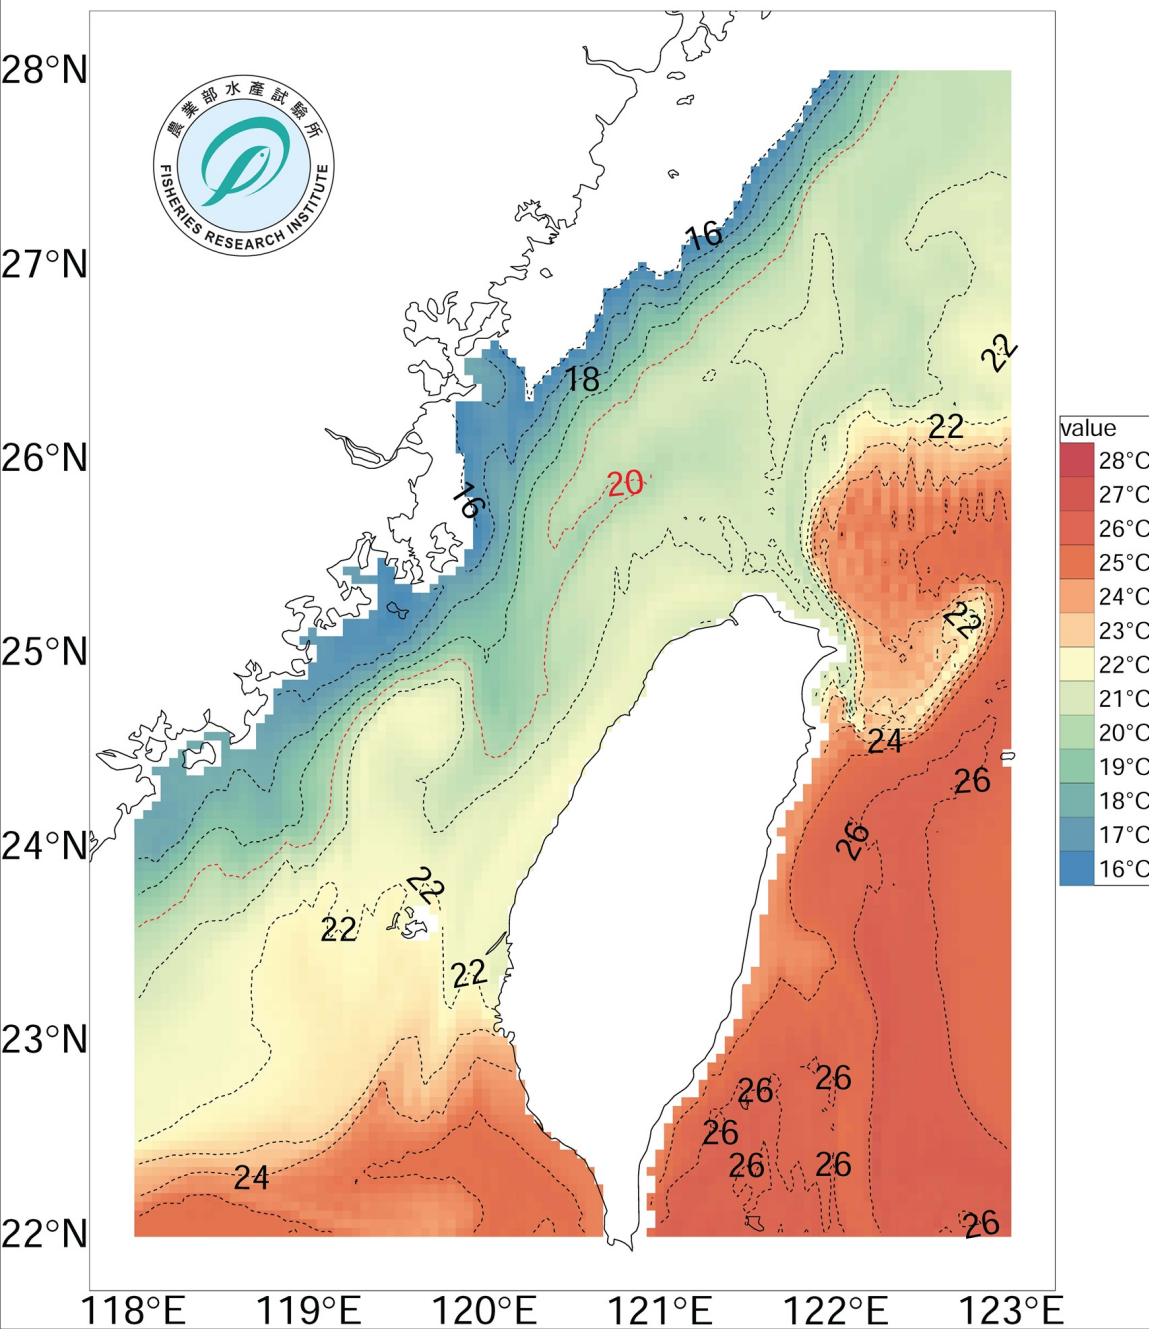 28°N
農業部水產試驗所
FISHERIES RESEARCH INSTITUTE
16
27°N
22
18
22
26°N
20
16
value
28°C
27°C
26°C
25°C
24°C
23°C
22°C
21°C
20°C
19°C
18°C
17°C
16°C
22
25°N
24
26
26
24°N
22
22
22
23°N
26
26
26
26
26
24
26
22°N
118°E
119°E
120°E
121°E
122°E
123°E